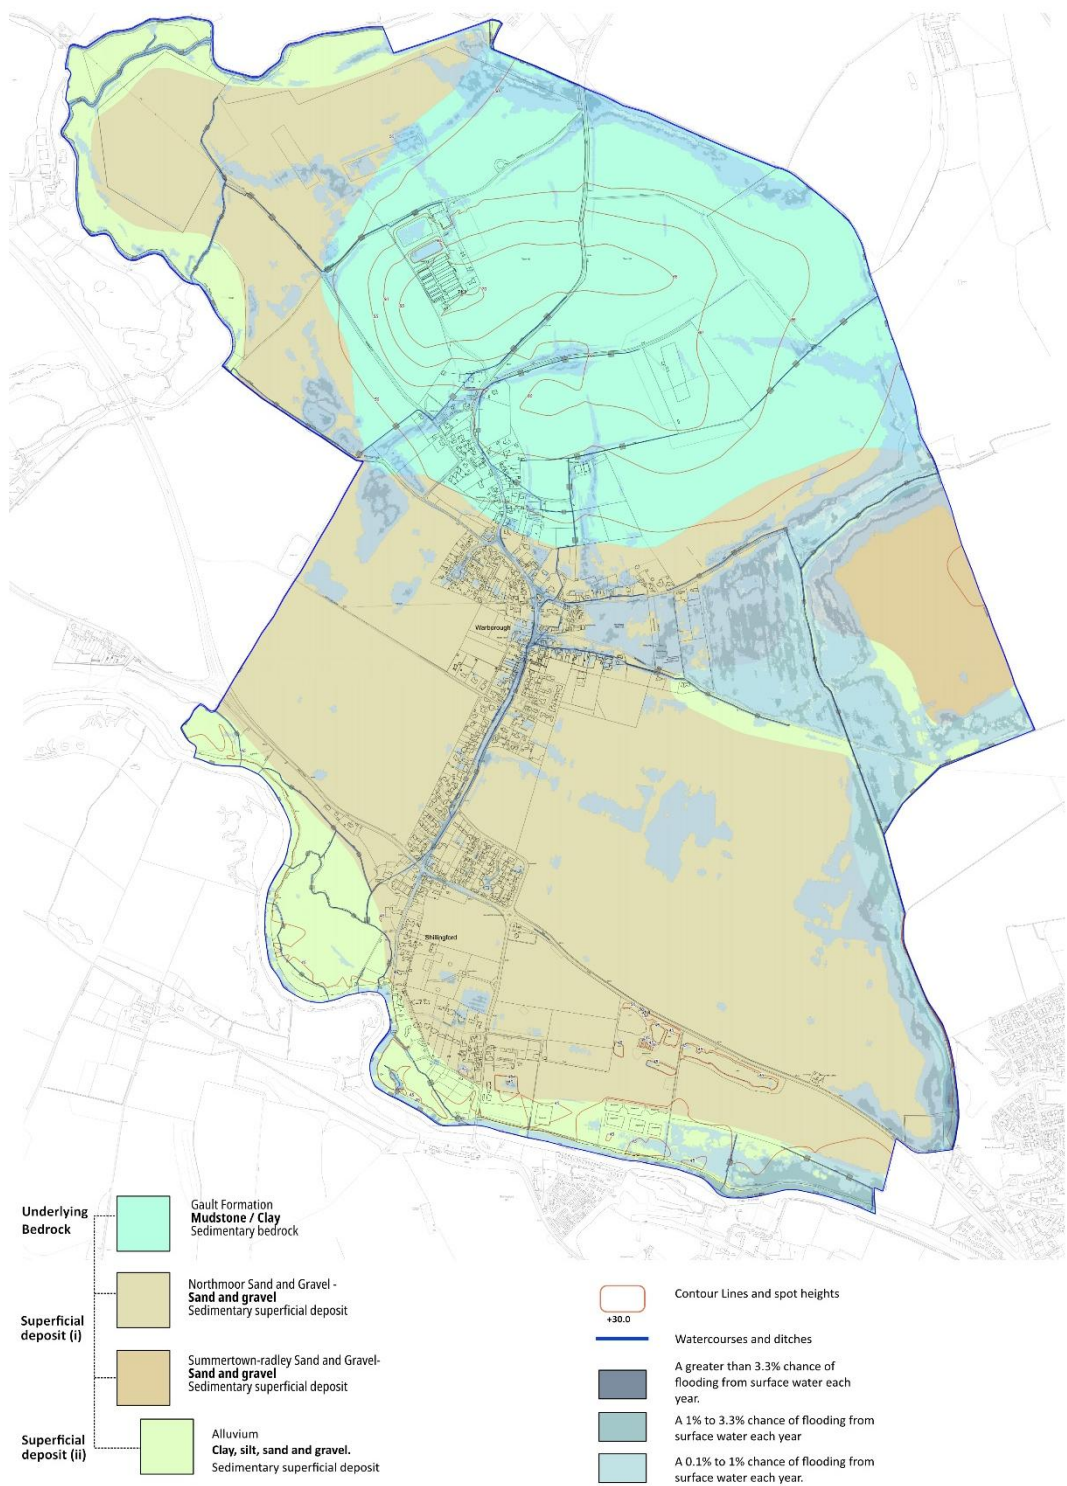 Warborough
Shillingford
Underlying
Bedrock
Gault Formation
Mudstone / Clay
Sedimentary bedrock
Superficial
deposit (i)
Northmoor Sand and Gravel -
Sand and gravel
Sedimentary superficial deposit
Summertown-radley Sand and Gravel-
Sand and gravel
Sedimentary superficial deposit
Superficial
deposit (ii)
Alluvium
Clay, silt, sand and gravel.
Sedimentary superficial deposit
Contour Lines and spot heights
+30.0
Watercourses and ditches
A greater than 3.3% chance of
flooding from surface water each
year.
A 1% to 3.3% chance of flooding from
surface water each year
A 0.1% to 1% chance of flooding from
surface water each year.